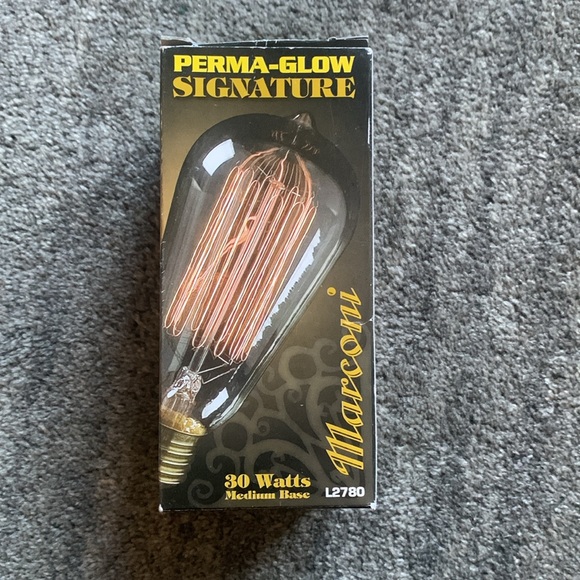 PERMA-GLOW
SIGNATURE
Marconi
30 Watts
Medium Base
L2780